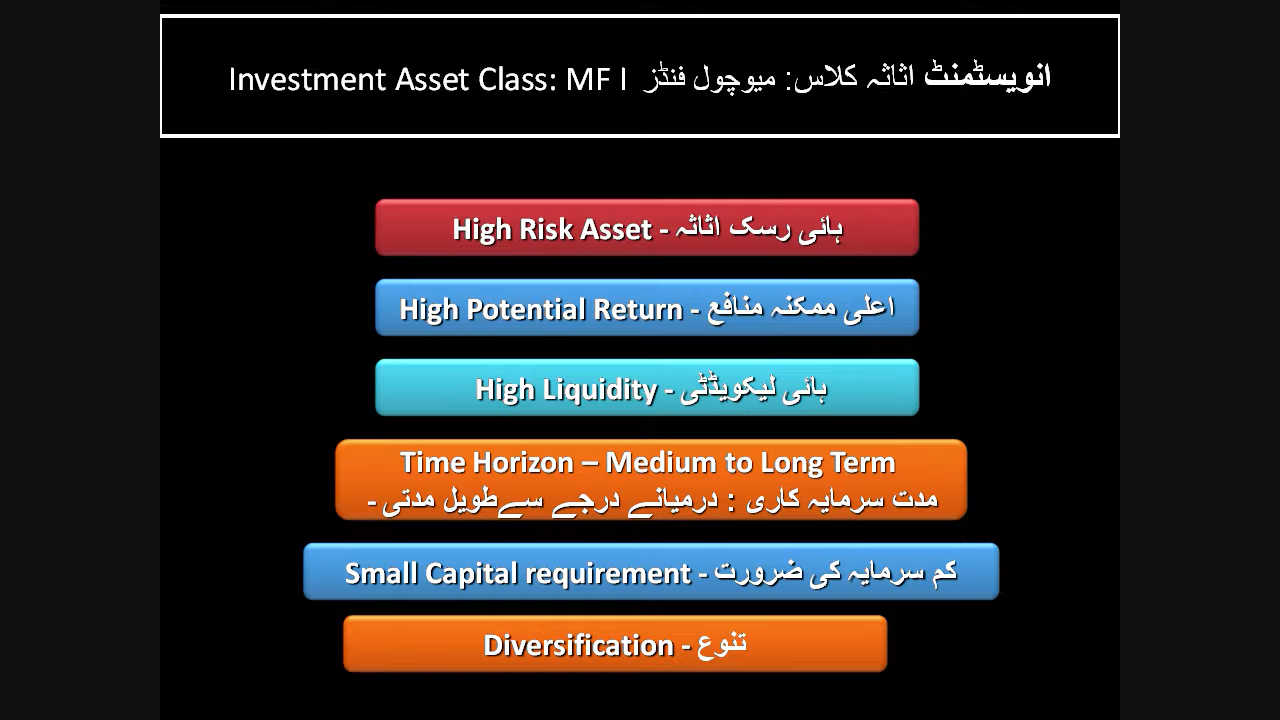 Investment Asset Class: MF I انویسٹمنٹ اثاثہ کلاس: میوچول فنڈز
High Risk Asset - ہائی رسک اثاثہ
High Potential Return - اعلی ممکنہ منافع
High Liquidity - ہائی لیکویڈٹی
Time Horizon – Medium to Long Term
مدت سرمایہ کاری : درمیانے درجے سےطویل مدتی -
Small Capital requirement - کم سرمایہ کی ضرورت
Diversification - تنوع